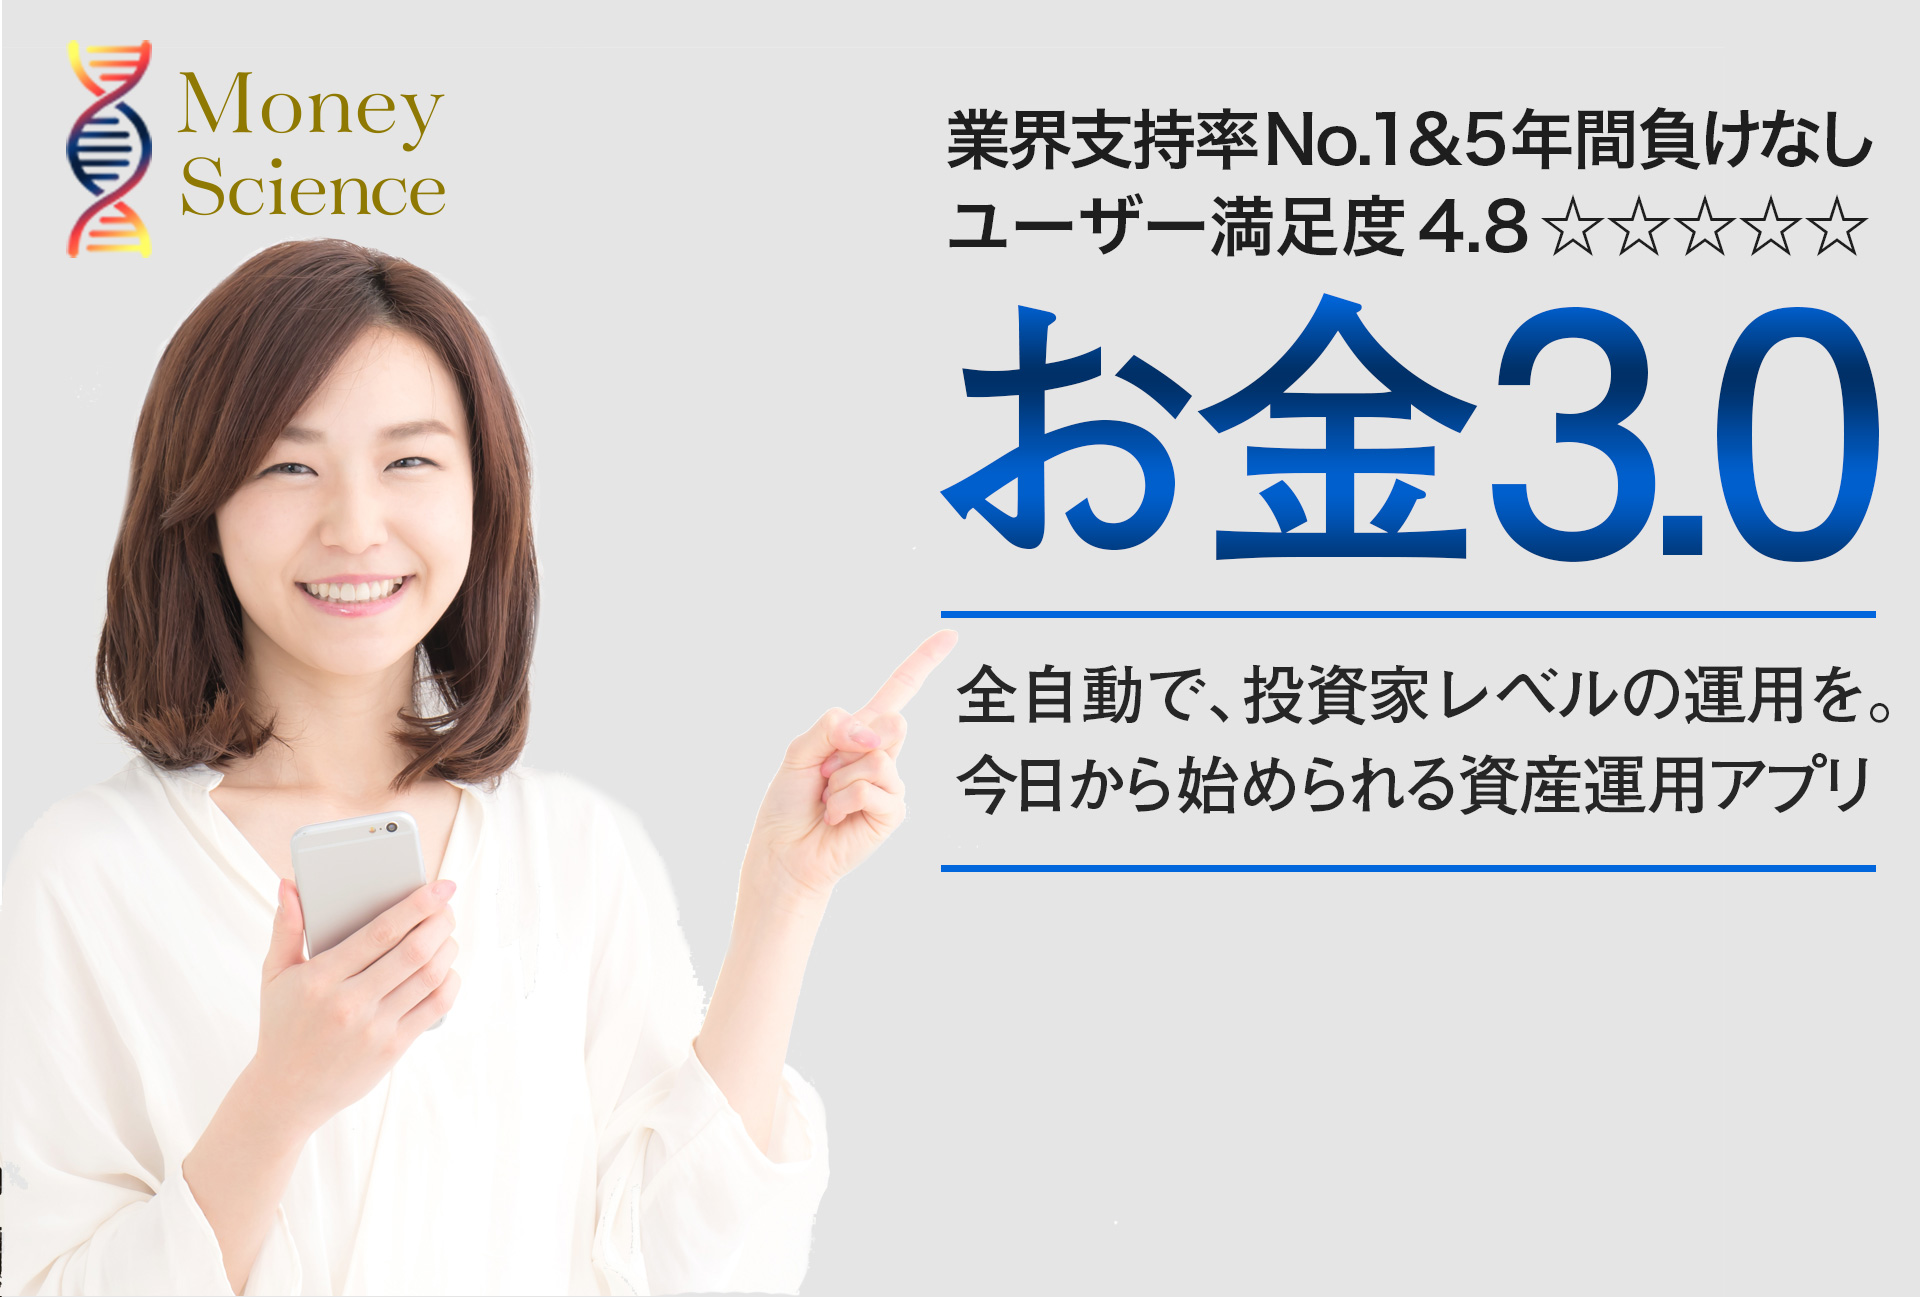 Money
Science
業界支持率No.1&5年間負けなし
ユーザー満足度4.8☆☆☆☆☆
お金3.0
全自動で、投資家レベルの運用を。
今日から始められる資産運用アプリ